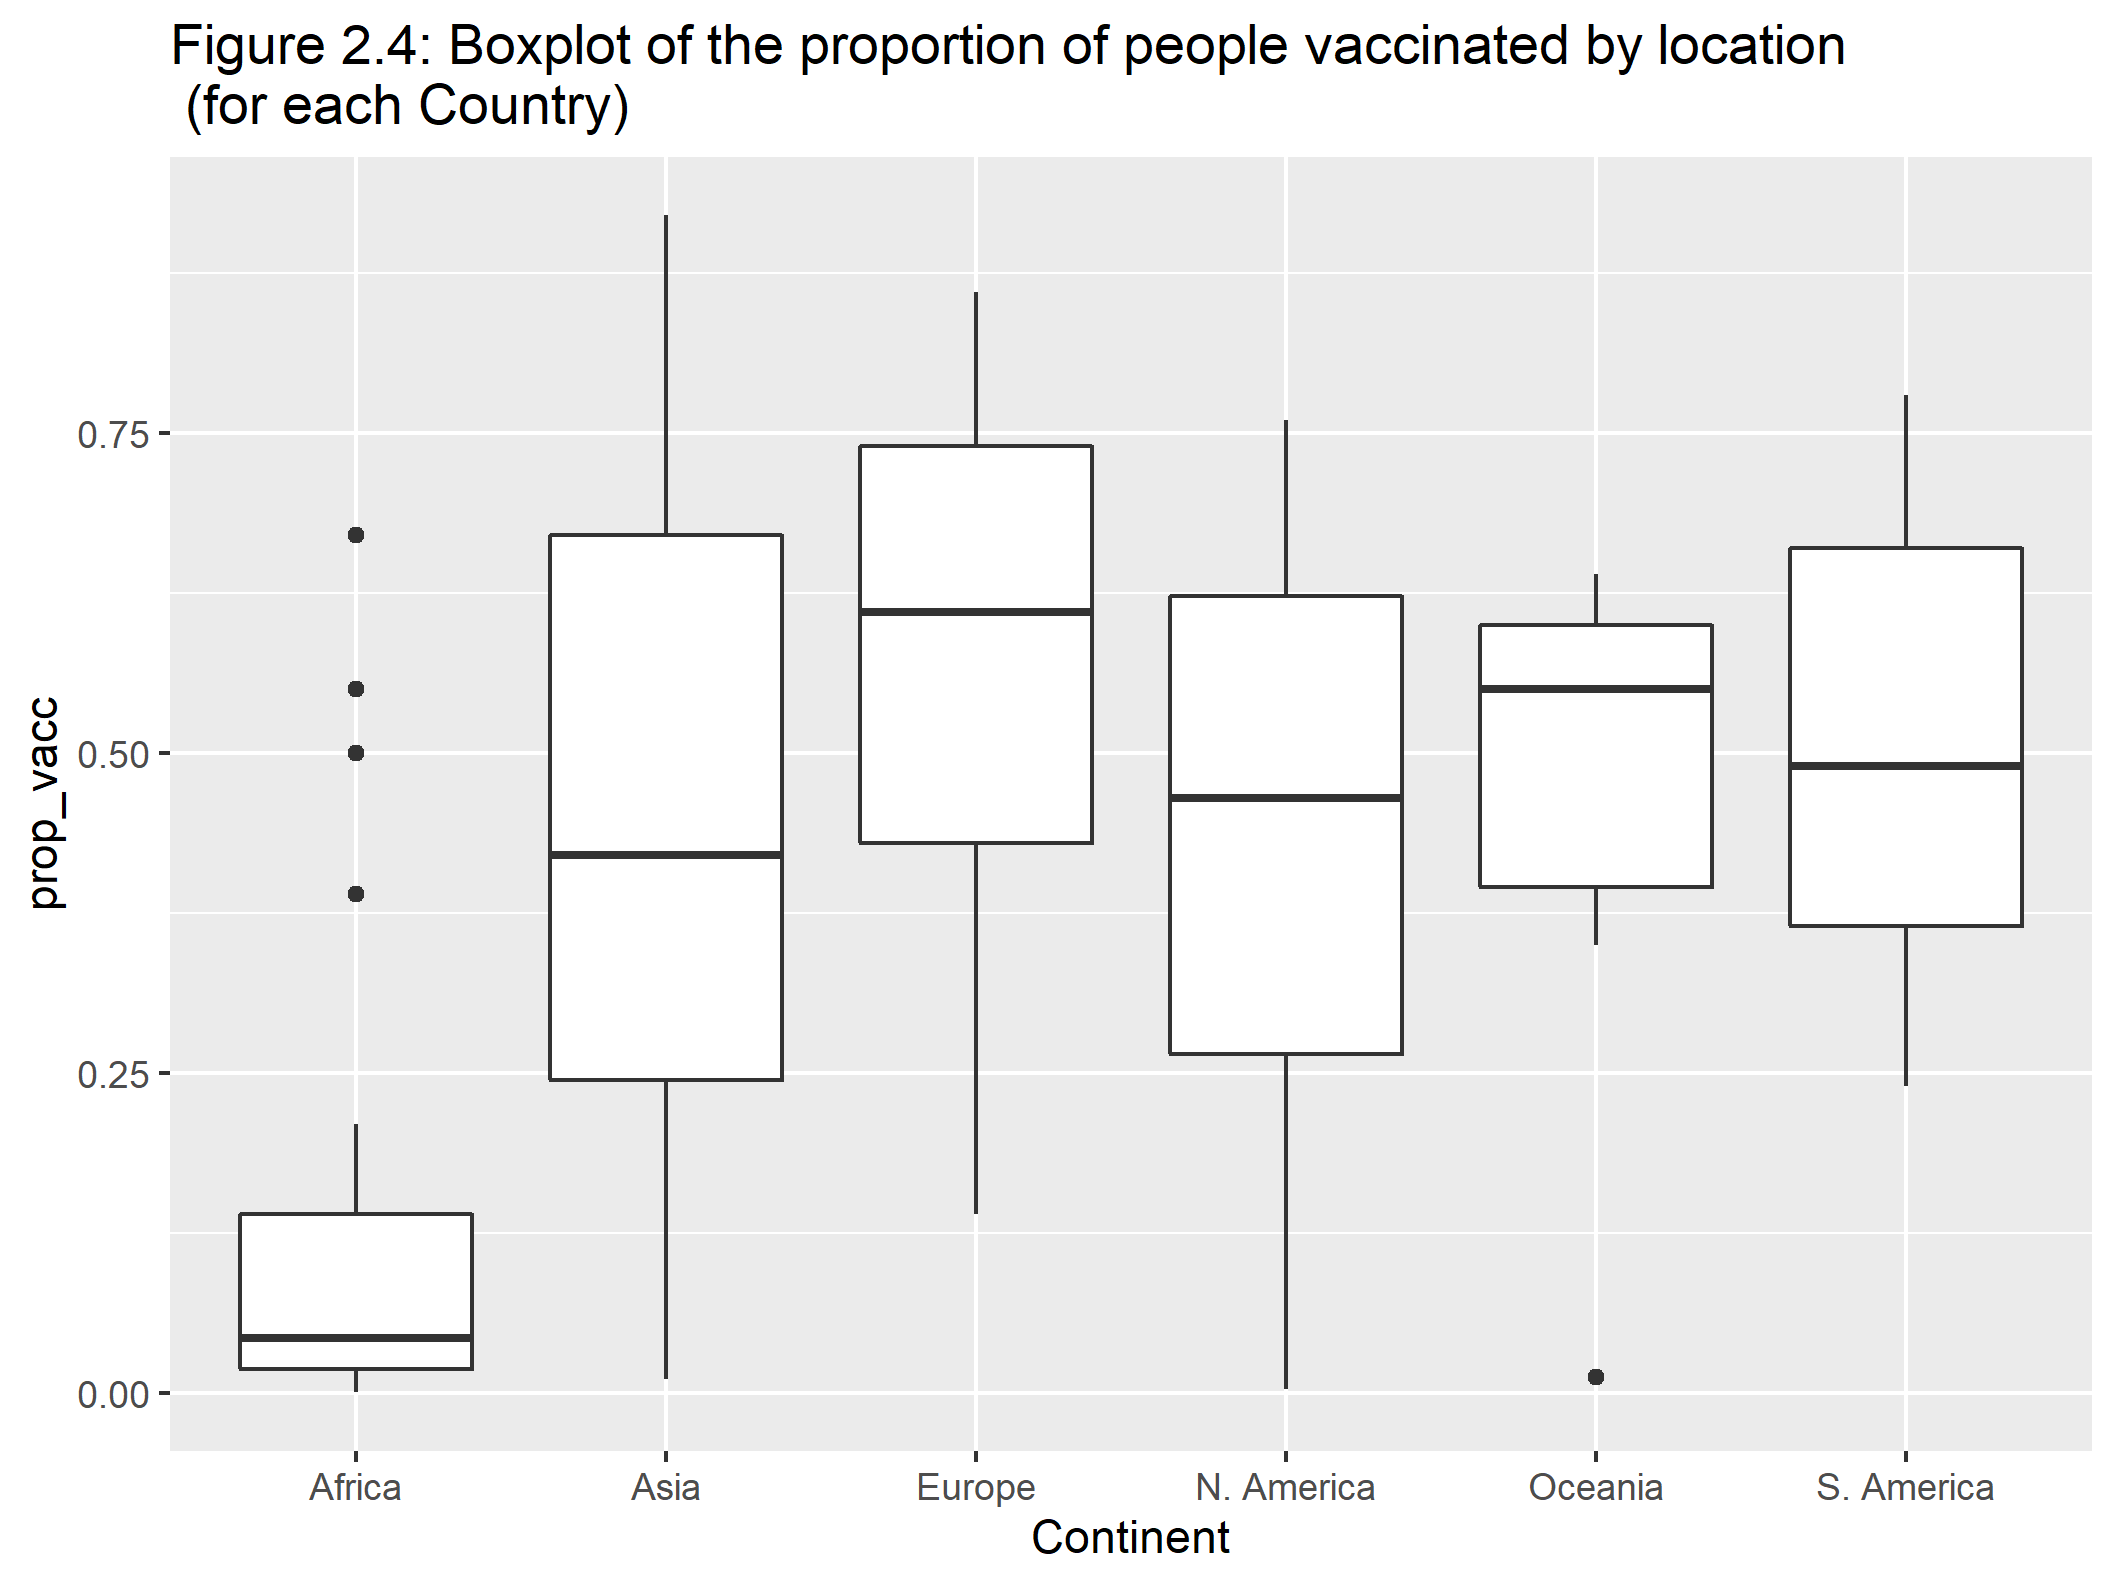 Figure 2.4: Boxplot of the proportion of people vaccinated by location
(for each Country)
prop_vacc
0.75
0.50
0.25
0.00
Africa Asia Europe N. America Oceania S. America
Continent